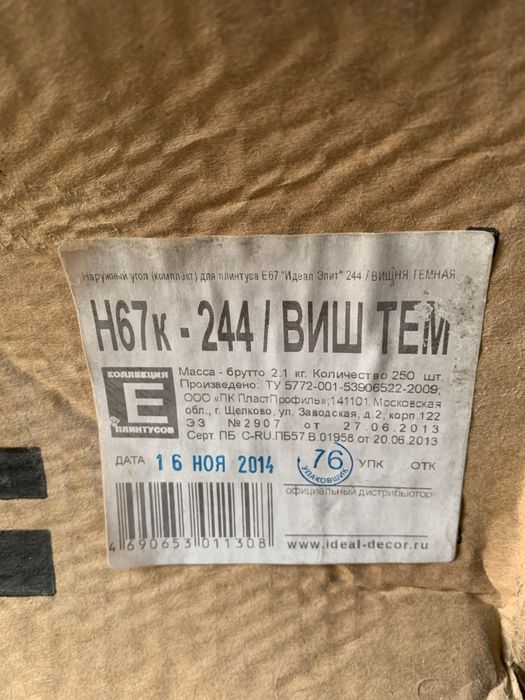 Наружный угол (комплект) для плинтуса Е67 "Идеал Элит" 244 / ВИШНЯ ТЕМНАЯ
Н67к - 244 / ВИШ ТЕМ
КОЛЛЕКЦИЯ
Е
ПЛИНТУСОВ
Масса - брутто 2.1 кг. Количество 250 шт.
Произведено: ТУ 5772-001-53906522-2009;
ООО «ПК ПластПрофиль»;141101, Московская
обл., г. Щелково, ул. Заводская, д.2, корп.122
ЭЗ №2907 от 27.06.2013
Серт. ПБ C-RU.ПБ57.В.01958 от 20.06.2013
ДАТА 16 НОЯ 2014 76 УПАКОВЩИК УПК ОТК
официальный дистрибьютор
4 690653 011308
www.ideal-decor.ru